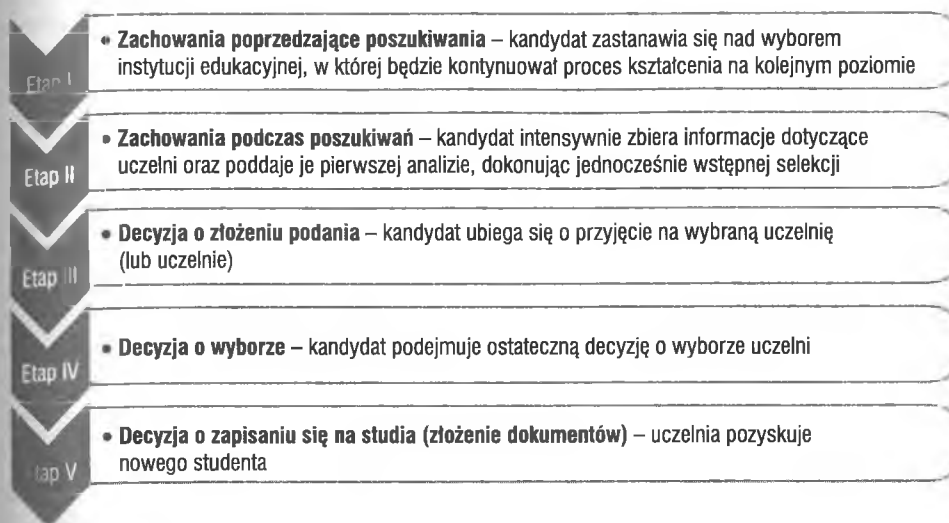 Etap I
• Zachowania poprzedzające poszukiwania – kandydat zastanawia się nad wyborem
instytucji edukacyjnej, w której będzie kontynuował proces kształcenia na kolejnym poziomie
Etap II
• Zachowania podczas poszukiwań – kandydat intensywnie zbiera informacje dotyczące
uczelni oraz poddaje je pierwszej analizie, dokonując jednocześnie wstępnej selekcji
Etap III
• Decyzja o złożeniu podania – kandydat ubiega się o przyjęcie na wybraną uczelnię
(lub uczelnie)
Etap IV
• Decyzja o wyborze – kandydat podejmuje ostateczną decyzję o wyborze uczelni
Etap V
• Decyzja o zapisaniu się na studia (złożenie dokumentów) – uczelnia pozyskuje
nowego studenta